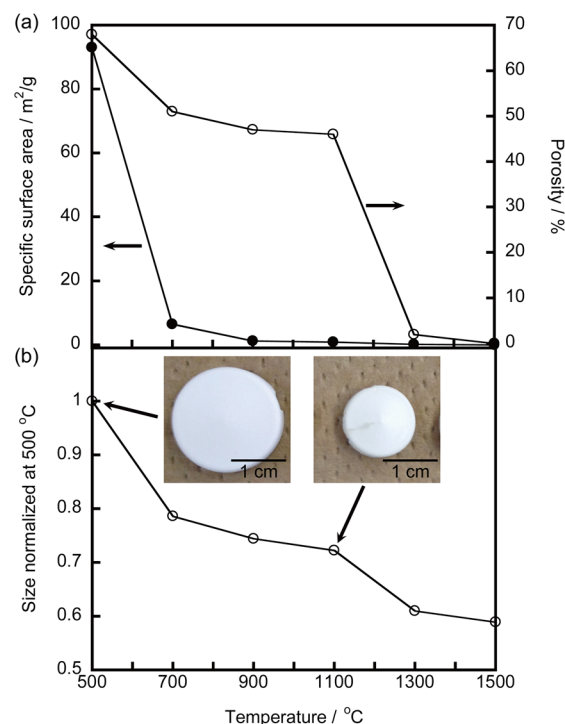 (a)
100
80
60
40
20
0
Specific surface area / m²/g
70
60
50
40
30
20
10
0
Porosity / %
(b)
1 cm
1 cm
1
0.9
0.8
0.7
0.6
0.5
Size normalized at 500 °C
500 700 900 1100 1300 1500
Temperature / °C